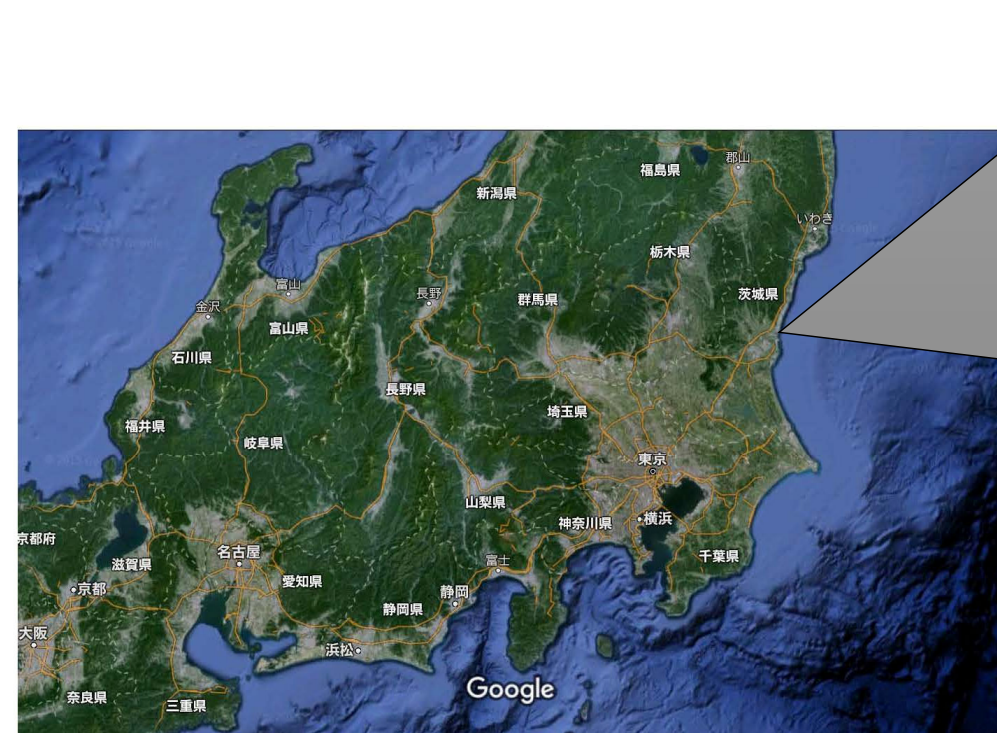 郡山
福島県
新潟県
いわき
栃木県
富山
長野
茨城県
群馬県
金沢
富山県
石川県
長野県
埼玉県
福井県
岐阜県
東京
山梨県
横浜
神奈川県
京都府
名古屋
千葉県
滋賀県
富士
愛知県
京都
静岡
静岡県
大阪
浜松
Google
奈良県
三重県